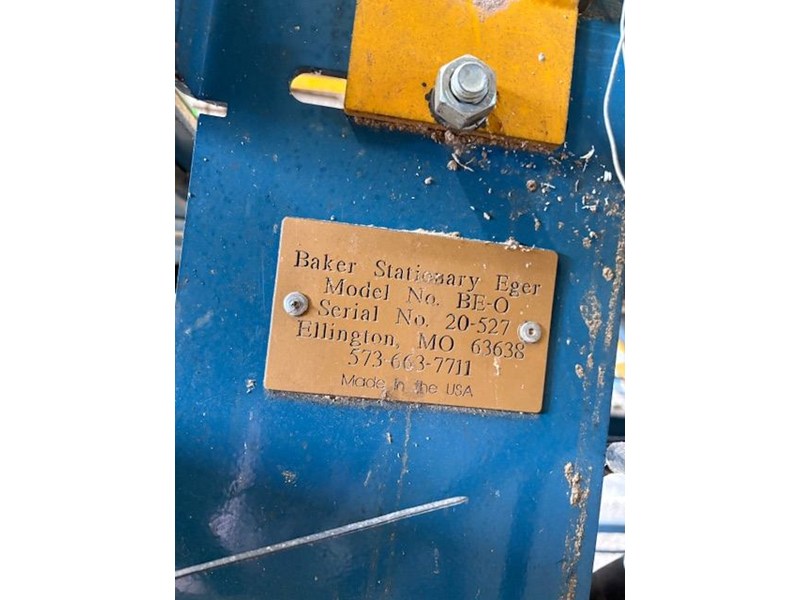 Baker Stationary Eger
Model No. BE-O
Serial No. 20-527
Ellington, MO 63638
573-663-7711
Made in the USA